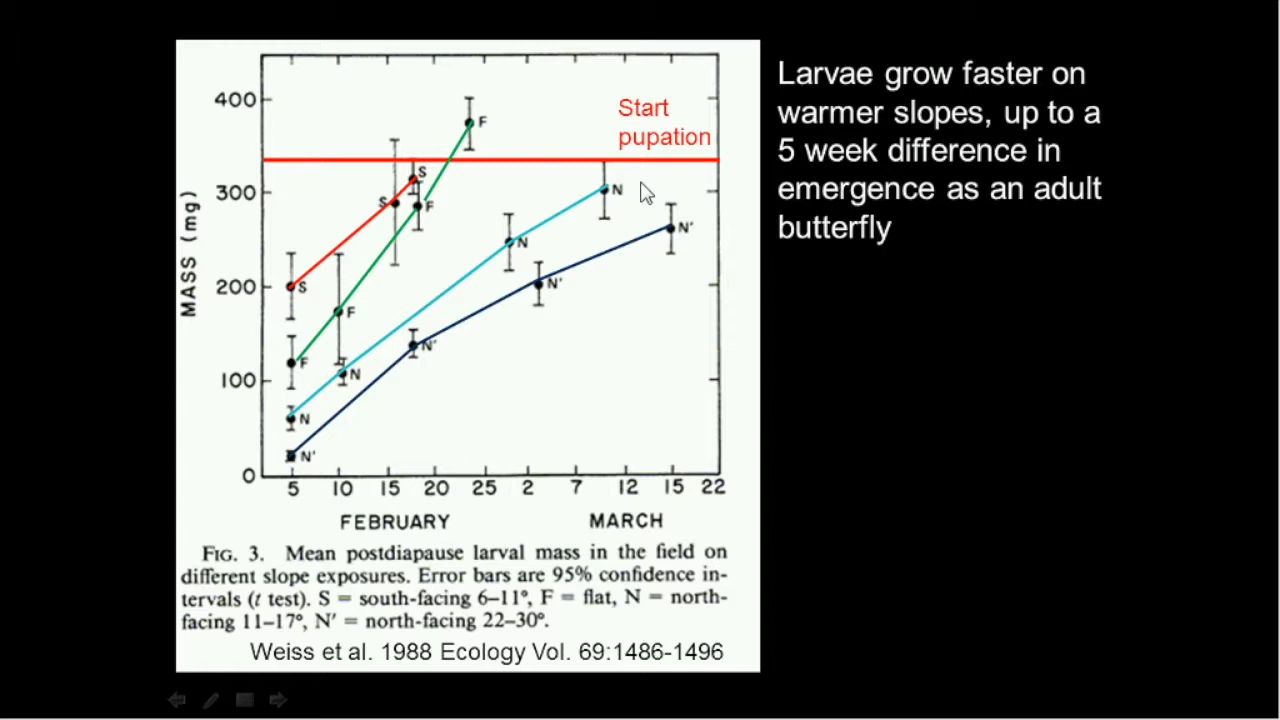 Larvae grow faster on
warmer slopes, up to a
5 week difference in
emergence as an adult
butterfly
Start
pupation
MASS (mg)
400
300
200
100
0
S
S
S
F
F
F
F
N
N
N
N
N'
N'
N'
N'
5 10 15 20 25 2 7 12 15 22
FEBRUARY MARCH
FIG. 3. Mean postdiapause larval mass in the field on
different slope exposures. Error bars are 95% confidence in-
tervals (t test). S = south-facing 6–11°, F = flat, N = north-
facing 11–17°, N' = north-facing 22–30°.
Weiss et al. 1988 Ecology Vol. 69:1486-1496